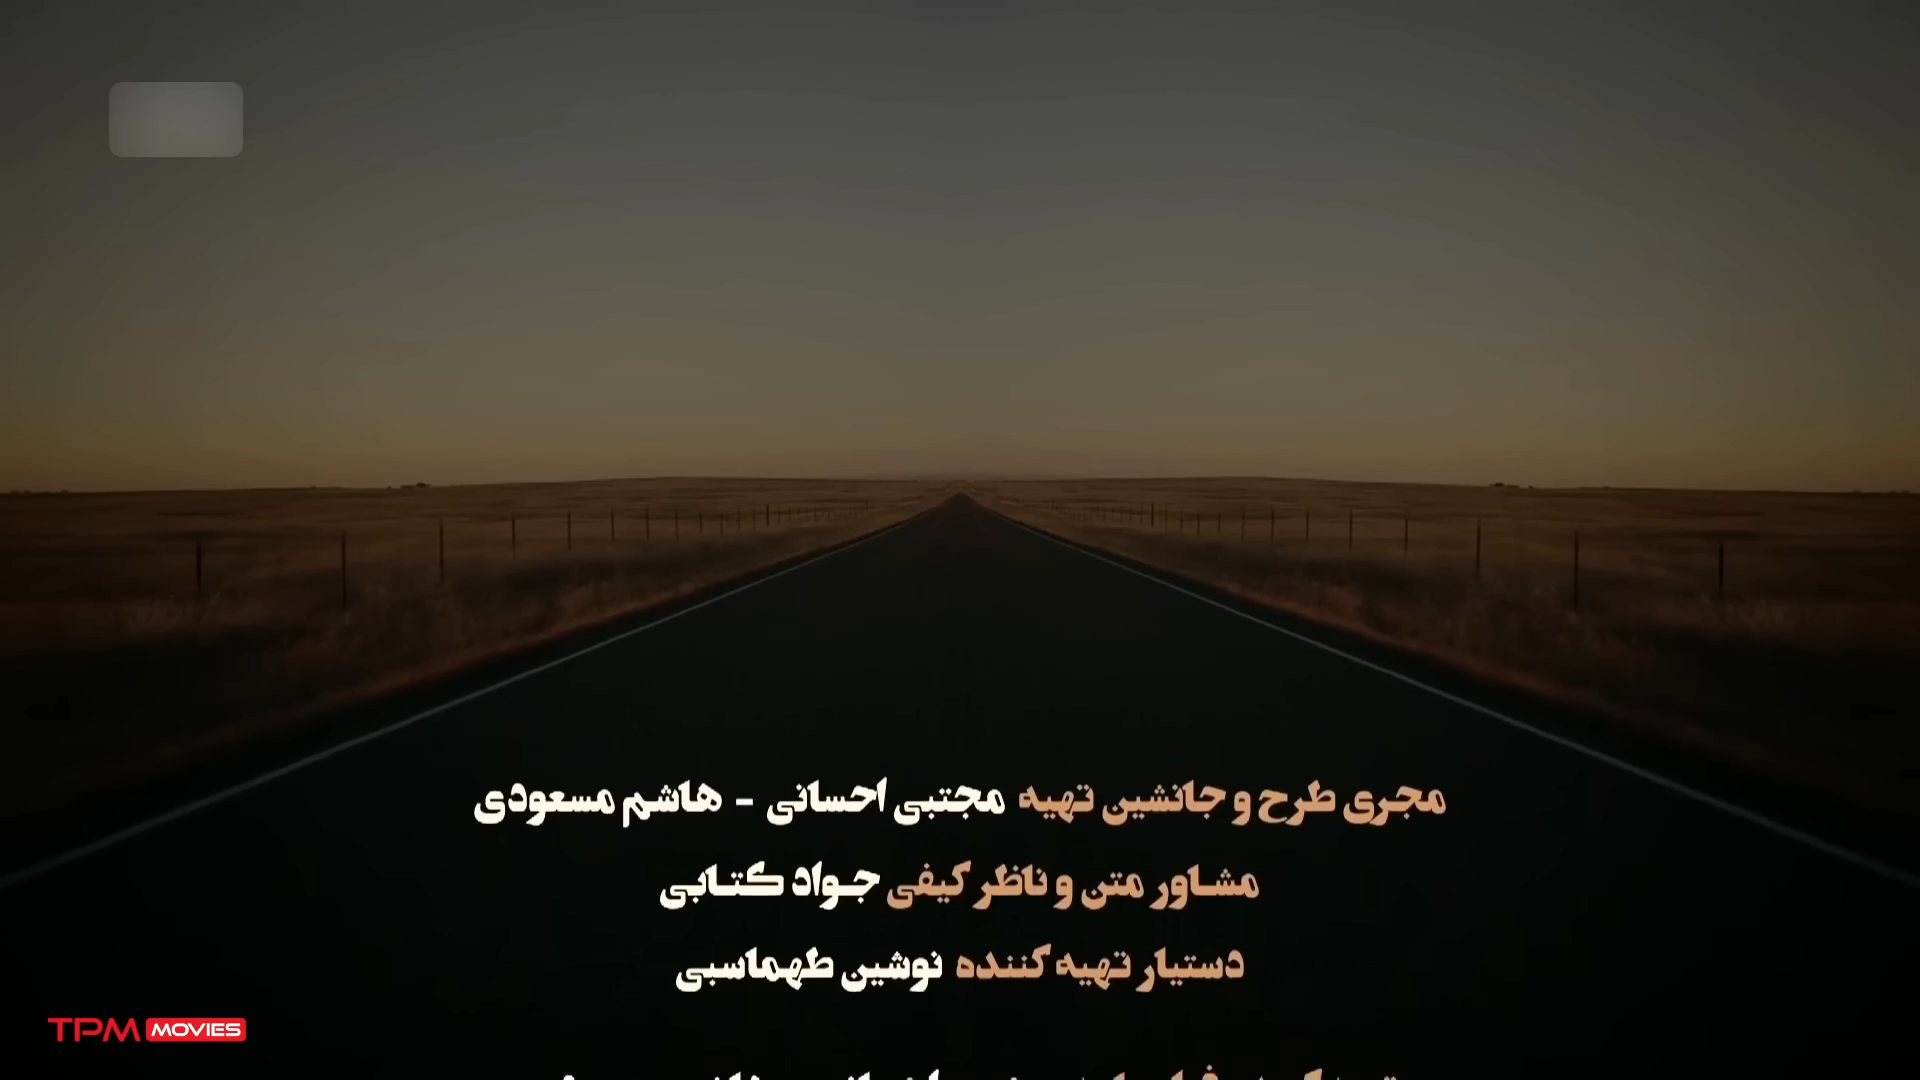 مجری طرح و جانشین تهیه مجتبی احسانی - هاشم مسعودی
مشاور متن و ناظر کیفی جواد کتابی
دستیار تهیه کننده نوشین طهماسبی
TPM MOVIES